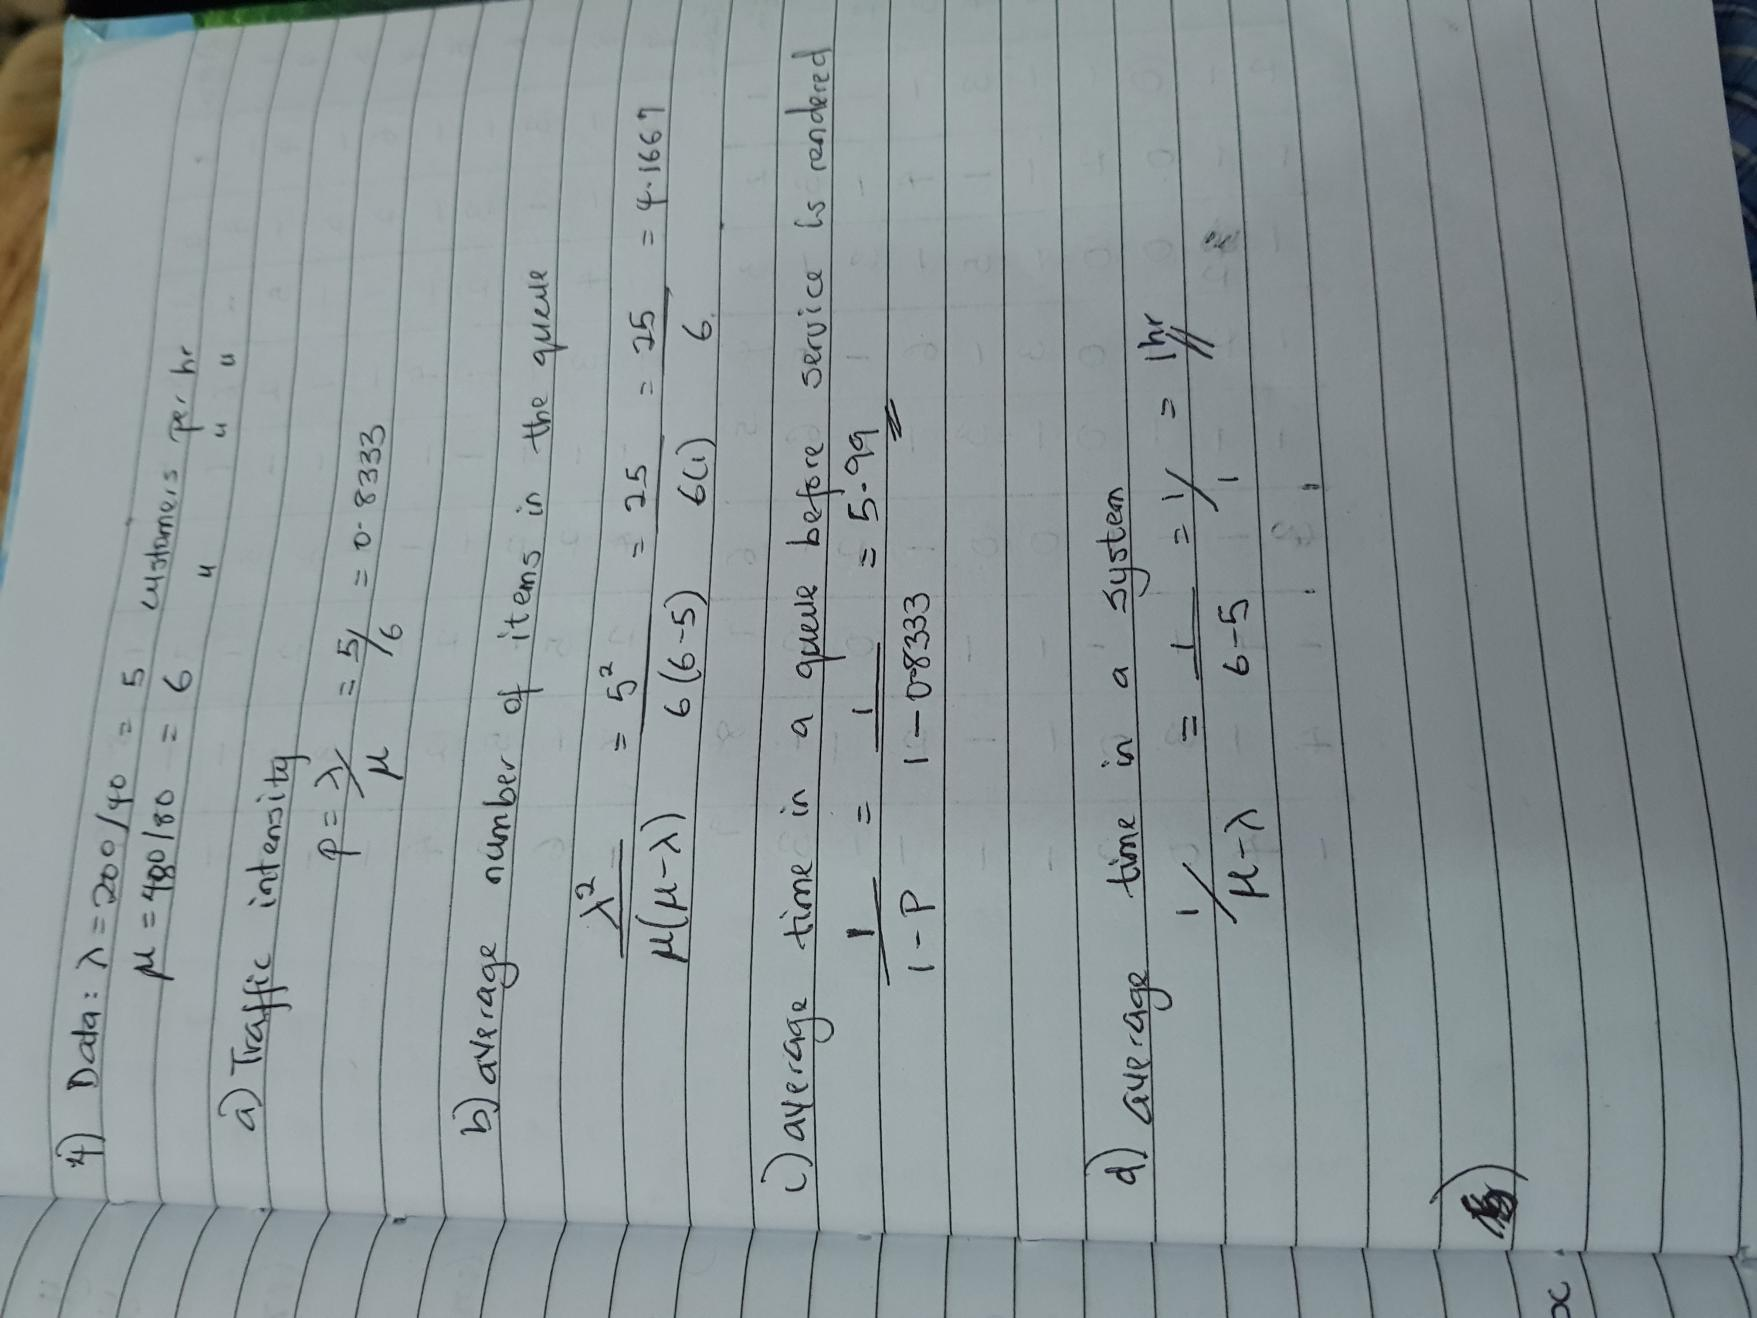 4) Data: λ = 200/40 = 5 customers per hr
μ = 480/80 = 6 " " "
a) Traffic intensity
P = λ/μ = 5/6 = 0.8333
b) average number of items in the queue
λ²/μ(μ-λ) = 5²/6(6-5) = 25/6(1) = 25/6 = 4.1667
c) average time in a queue before service is rendered
1/1-P = 1/1-0.8333 = 5.99
d) average time in a system
1/μ-λ = 1/6-5 = 1/1 = 1hr
x